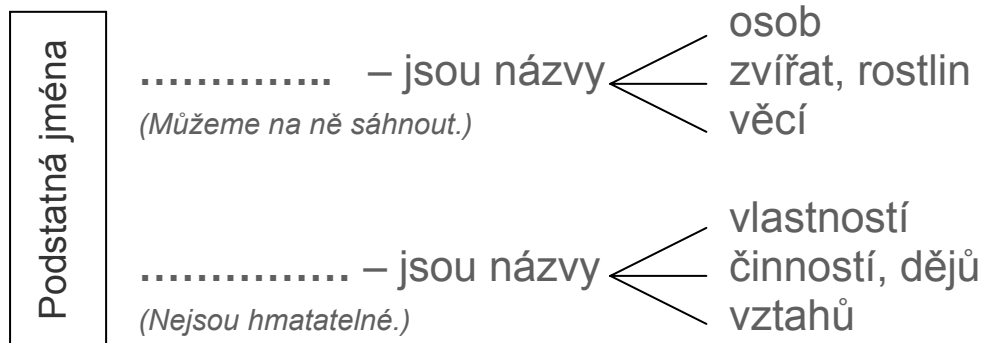 Podstatná jména
………….. – jsou názvy
(Můžeme na ně sáhnout.)
osob
zvířat, rostlin
věcí
…………… – jsou názvy
(Nejsou hmatatelné.)
vlastností
činností, dějů
vztahů